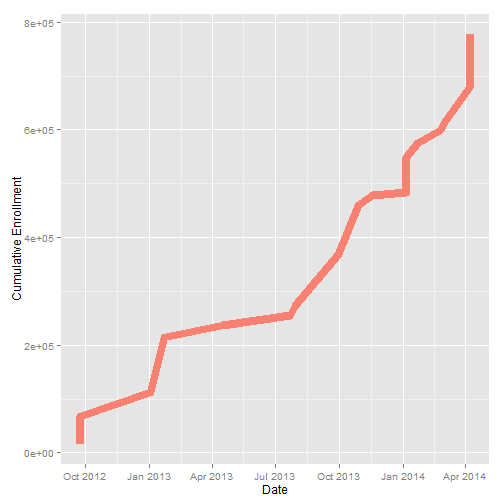 8e+05
6e+05
4e+05
2e+05
0e+00
Cumulative Enrollment
Oct 2012 Jan 2013 Apr 2013 Jul 2013 Oct 2013 Jan 2014 Apr 2014
Date